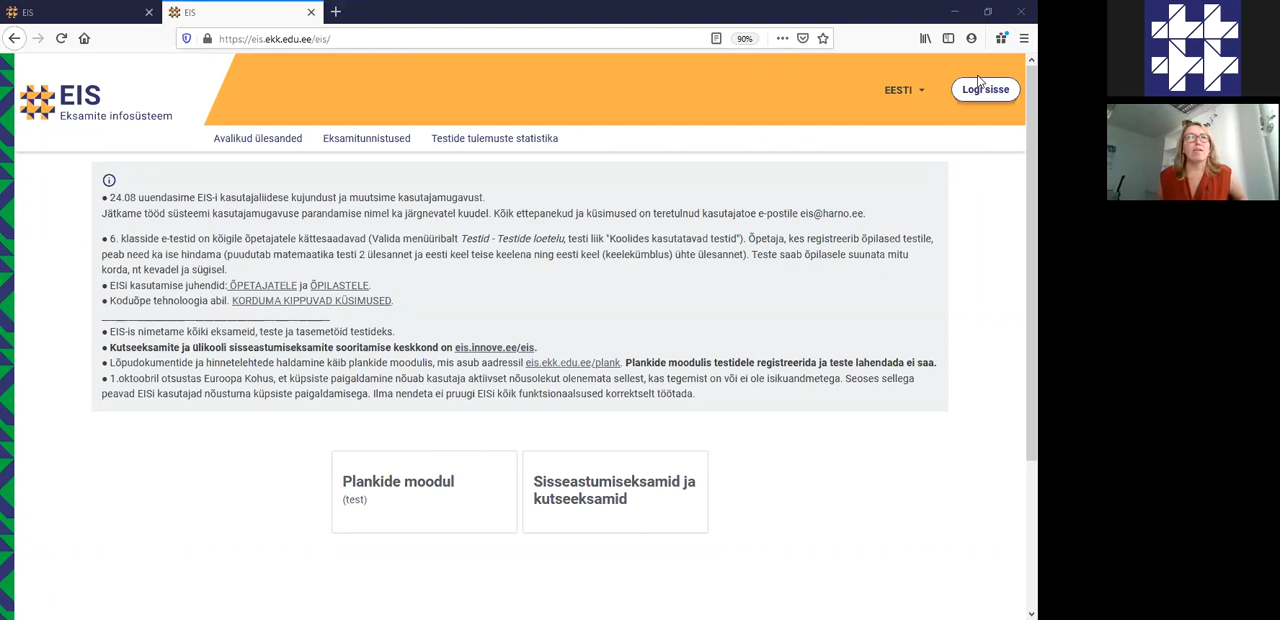 EIS
EIS
https://eis.ekk.edu.ee/eis/
90%
EIS
Eksamite infosüsteem
EESTI
Logi sisse
Avalikud ülesanded
Eksamitunnistused
Testide tulemuste statistika
● 24.08 uuendasime EIS-i kasutajaliidese kujundust ja muutsime kasutajamugavust.
Jätkame tööd süsteemi kasutajamugavuse parandamise nimel ka järgnevatel kuudel. Kõik ettepanekud ja küsimused on teretulnud kasutajatoe e-postile eis@harno.ee.
● 6. klasside e-testid on kõigile õpetajatele kättesaadavad (Valida menüüribalt Testid - Testide loetelu, testi liik "Koolides kasutatavad testid"). Õpetaja, kes registreerib õpilased testile,
peab need ka ise hindama (puudutab matemaatika testi 2 ülesannet ja eesti keel teise keelena ning eesti keel (keelekümblus) ühte ülesannet). Teste saab õpilasele suunata mitu
korda, nt kevadel ja sügisel.
● EISi kasutamise juhendid: ÕPETAJATELE ja ÕPILASTELE.
● Koduõpe tehnoloogia abil. KORDUMA KIPPUVAD KÜSIMUSED.
● EIS-is nimetame kõiki eksameid, teste ja tasemetöid testideks.
● Kutseeksamite ja ülikooli sisseastumiseksamite sooritamise keskkond on eis.innove.ee/eis.
● Lõpudokumentide ja hinnetelehtede haldamine käib plankide moodulis, mis asub aadressil eis.ekk.edu.ee/plank. Plankide moodulis testidele registreerida ja teste lahendada ei saa.
● 1.oktoobril otsustas Euroopa Kohus, et küpsiste paigaldamine nõuab kasutaja aktiivset nõusolekut olenemata sellest, kas tegemist on või ei ole isikuandmetega. Seoses sellega
peavad EISi kasutajad nõustuma küpsiste paigaldamisega. Ilma nendeta ei pruugi EISi kõik funktsionaalsused korrektselt töötada.
Plankide moodul
(test)
Sisseastumiseksamid ja
kutseeksamid